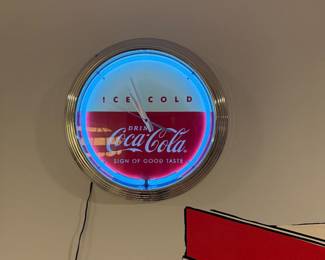 ICE COLD
DRINK
Coca-Cola
SIGN OF GOOD TASTE